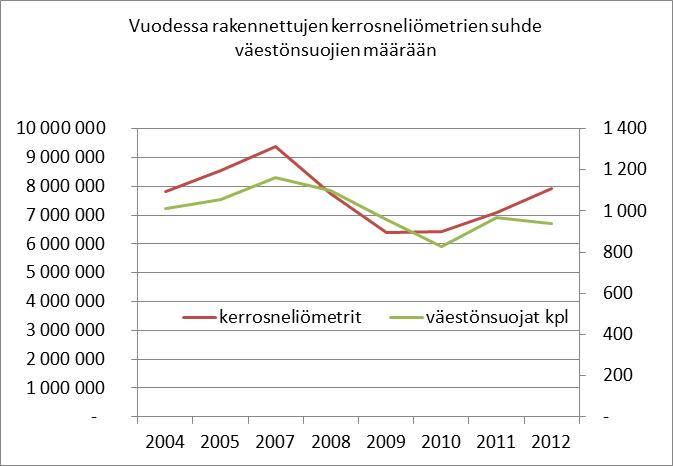 Vuodessa rakennettujen kerrosneliömetrien suhde
väestönsuojien määrään
10 000 000
9 000 000
8 000 000
7 000 000
6 000 000
5 000 000
4 000 000
3 000 000
2 000 000
1 000 000
-
1 400
1 200
1 000
800
600
400
200
-
kerrosneliömetrit
väestönsuojat kpl
2004 2005 2007 2008 2009 2010 2011 2012